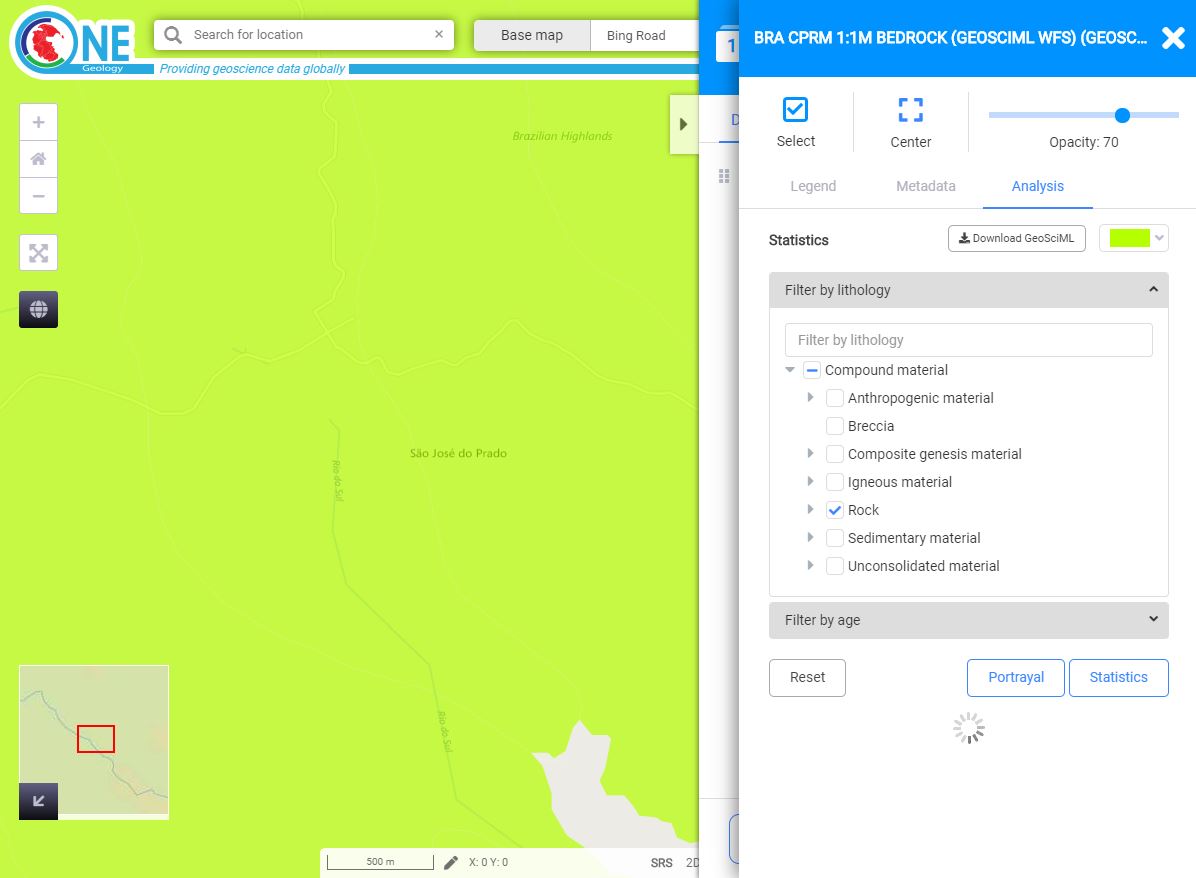 ONE
Geology
Providing geoscience data globally
Search for location
×
Base map
Bing Road
1
D
BRA CPRM 1:1M BEDROCK (GEOSCIML WFS) (GEOSC...
Select
Center
Opacity: 70
Legend
Metadata
Analysis
Statistics
Download GeoSciML
Filter by lithology
Filter by lithology
Compound material
Anthropogenic material
Breccia
Composite genesis material
Igneous material
Rock
Sedimentary material
Unconsolidated material
Filter by age
Reset
Portrayal
Statistics
Brazilian Highlands
São José do Prado
Rio do Sul
Rio do Sul
500 m
X: 0 Y: 0
SRS
2D